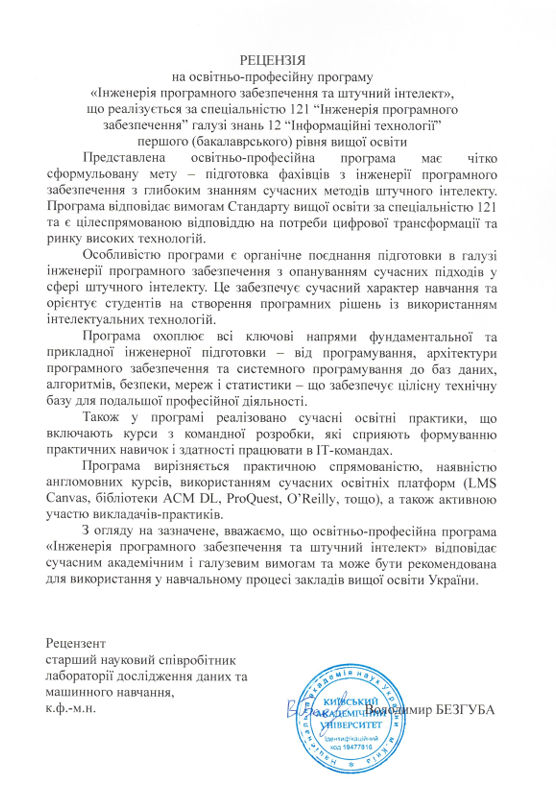 РЕЦЕНЗІЯ
на освітньо-професійну програму
«Інженерія програмного забезпечення та штучний інтелект»,
що реалізується за спеціальністю 121 “Інженерія програмного
забезпечення” галузі знань 12 “Інформаційні технології”
першого (бакалаврського) рівня вищої освіти
Представлена освітньо-професійна програма має чітко
сформульовану мету – підготовка фахівців з інженерії програмного
забезпечення з глибоким знанням сучасних методів штучного інтелекту.
Програма відповідає вимогам Стандарту вищої освіти за спеціальністю 121
та є цілеспрямованою відповіддю на потреби цифрової трансформації та
ринку високих технологій.
Особливістю програми є органічне поєднання підготовки в галузі
інженерії програмного забезпечення з опануванням сучасних підходів у
сфері штучного інтелекту. Це забезпечує сучасний характер навчання та
орієнтує студентів на створення програмних рішень із використанням
інтелектуальних технологій.
Програма охоплює всі ключові напрями фундаментальної та
прикладної інженерної підготовки – від програмування, архітектури
програмного забезпечення та системного програмування до баз даних,
алгоритмів, безпеки, мереж і статистики – що забезпечує цілісну технічну
базу для подальшої професійної діяльності.
Також у програмі реалізовано сучасні освітні практики, що
включають курси з командної розробки, які сприяють формуванню
практичних навичок і здатності працювати в ІТ-командах.
Програма вирізняється практичною спрямованістю, наявністю
англомовних курсів, використанням сучасних освітніх платформ (LMS
Canvas, бібліотеки ACM DL, ProQuest, O’Reilly, тощо), а також активною
участю викладачів-практиків.
З огляду на зазначене, вважаємо, що освітньо-професійна програма
«Інженерія програмного забезпечення та штучний інтелект» відповідає
сучасним академічним і галузевим вимогам та може бути рекомендована
для використання у навчальному процесі закладів вищої освіти України.
Рецензент
старший науковий співробітник
лабораторії дослідження даних та
машинного навчання,
к.ф.-м.н.
Володимир БЕЗГУБА
Національна академія наук України м. Київ
КИЇВСЬКИЙ
АКАДЕМІЧНИЙ
УНІВЕРСИТЕТ
Ідентифікаційний
код 19477816